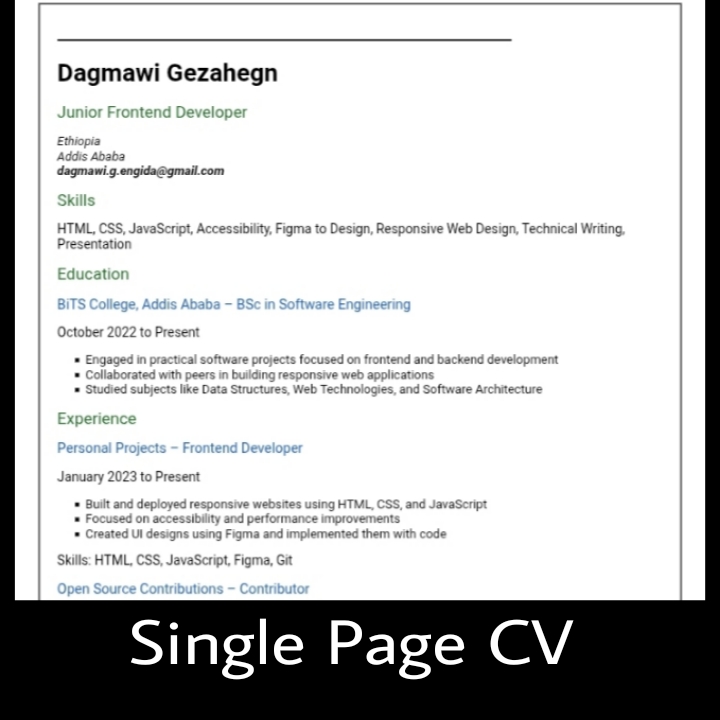 Dagmawi Gezahegn
Junior Frontend Developer
Ethiopia
Addis Ababa
dagmawi.g.engida@gmail.com
Skills
HTML, CSS, JavaScript, Accessibility, Figma to Design, Responsive Web Design, Technical Writing,
Presentation
Education
BiTS College, Addis Ababa – BSc in Software Engineering
October 2022 to Present
▪ Engaged in practical software projects focused on frontend and backend development
▪ Collaborated with peers in building responsive web applications
▪ Studied subjects like Data Structures, Web Technologies, and Software Architecture
Experience
Personal Projects – Frontend Developer
January 2023 to Present
▪ Built and deployed responsive websites using HTML, CSS, and JavaScript
▪ Focused on accessibility and performance improvements
▪ Created UI designs using Figma and implemented them with code
Skills: HTML, CSS, JavaScript, Figma, Git
Open Source Contributions – Contributor
Single Page CV